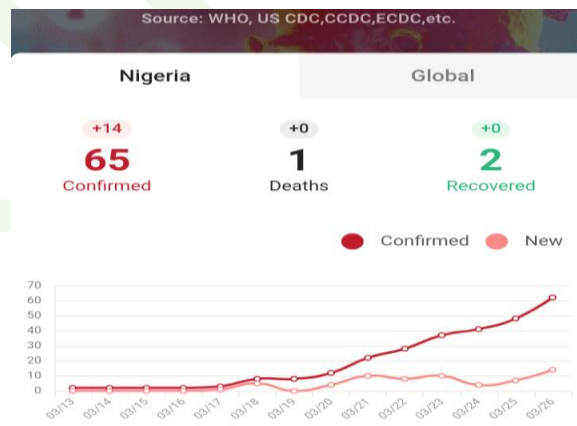 Source: WHO, US CDC,CCDC,ECDC,etc.
Nigeria Global
+14 +0 +0
65 1 2
Confirmed Deaths Recovered
Confirmed New
70
60
50
40
30
20
10
0
03/13 03/14 03/15 03/16 03/17 03/18 03/19 03/20 03/21 03/22 03/23 03/24 03/25 03/26